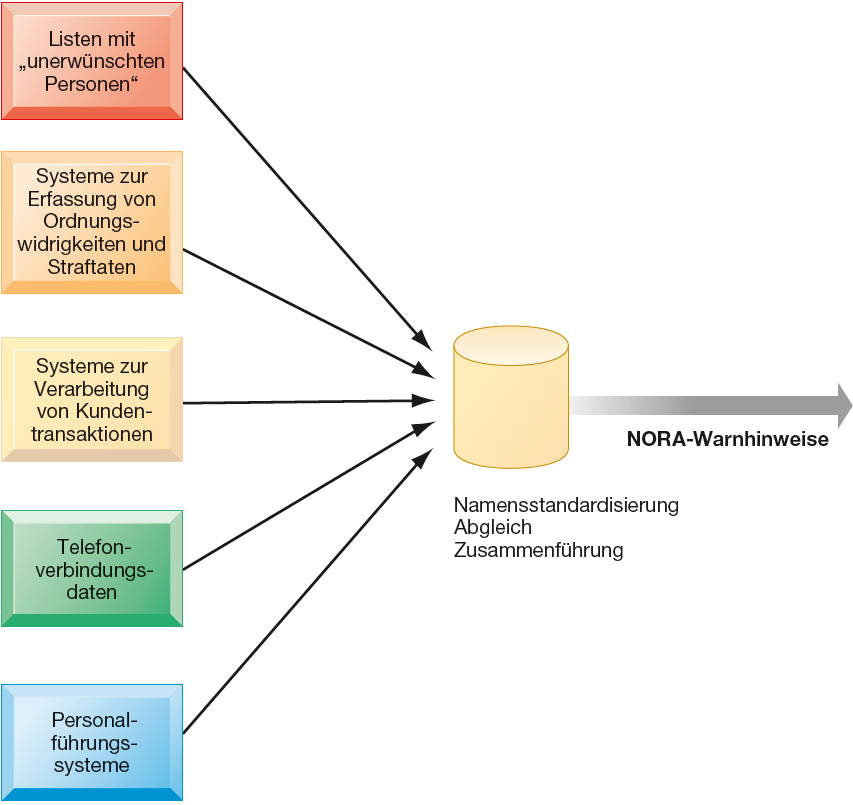 Listen mit
„unerwünschten
Personen“
Systeme zur
Erfassung von
Ordnungs-
widrigkeiten und
Straftaten
Systeme zur
Verarbeitung
von Kunden-
transaktionen
Telefon-
verbindungs-
daten
Personal-
führungs-
systeme
Namensstandardisierung
Abgleich
Zusammenführung
NORA-Warnhinweise